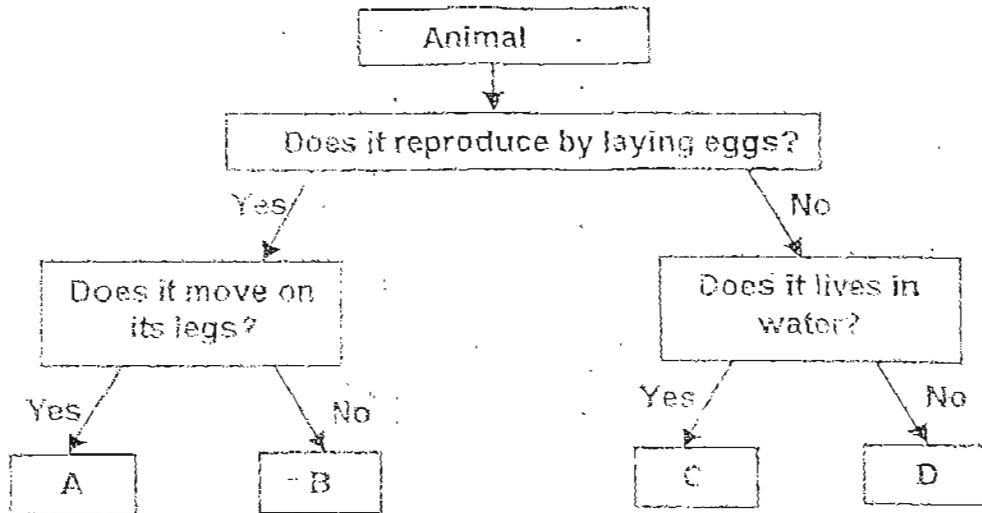 Animal
Does it reproduce by laying eggs?
Yes
No
Does it move on
its legs?
Does it lives in
water?
Yes
No
Yes
No
A
B
C
D